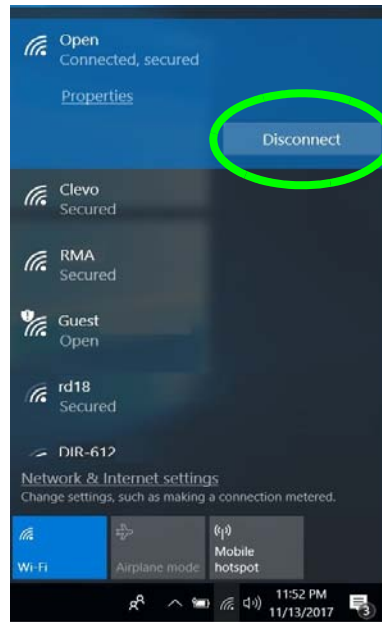 Open
Connected, secured
Properties
Disconnect
Clevo
Secured
RMA
Secured
Guest
Open
rd18
Secured
DIR-612
Network & Internet settings
Change settings, such as making a connection metered.
Wi-Fi
Airplane mode
Mobile
hotspot
11:52 PM
11/13/2017
3